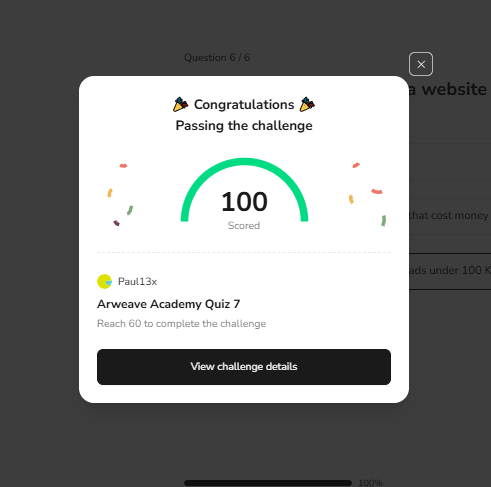 Question 6 / 6
a website
Congratulations
Passing the challenge
100
Scored
that cost money
Paul13x
ads under 100 K
Arweave Academy Quiz 7
Reach 60 to complete the challenge
View challenge details
100%